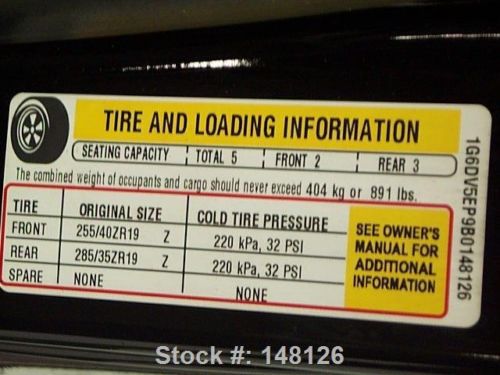 TIRE AND LOADING INFORMATION
SEATING CAPACITY TOTAL 5 FRONT 2 REAR 3
The combined weight of occupants and cargo should never exceed 404 kg or 891 lbs.
TIRE ORIGINAL SIZE COLD TIRE PRESSURE
FRONT 255/40ZR19 Z 220 kPa, 32 PSI
REAR 285/35ZR19 Z 220 kPa, 32 PSI
SPARE NONE NONE
SEE OWNER'S
MANUAL FOR
ADDITIONAL
INFORMATION
1G6DV5EP9B0148126
Stock #: 148126